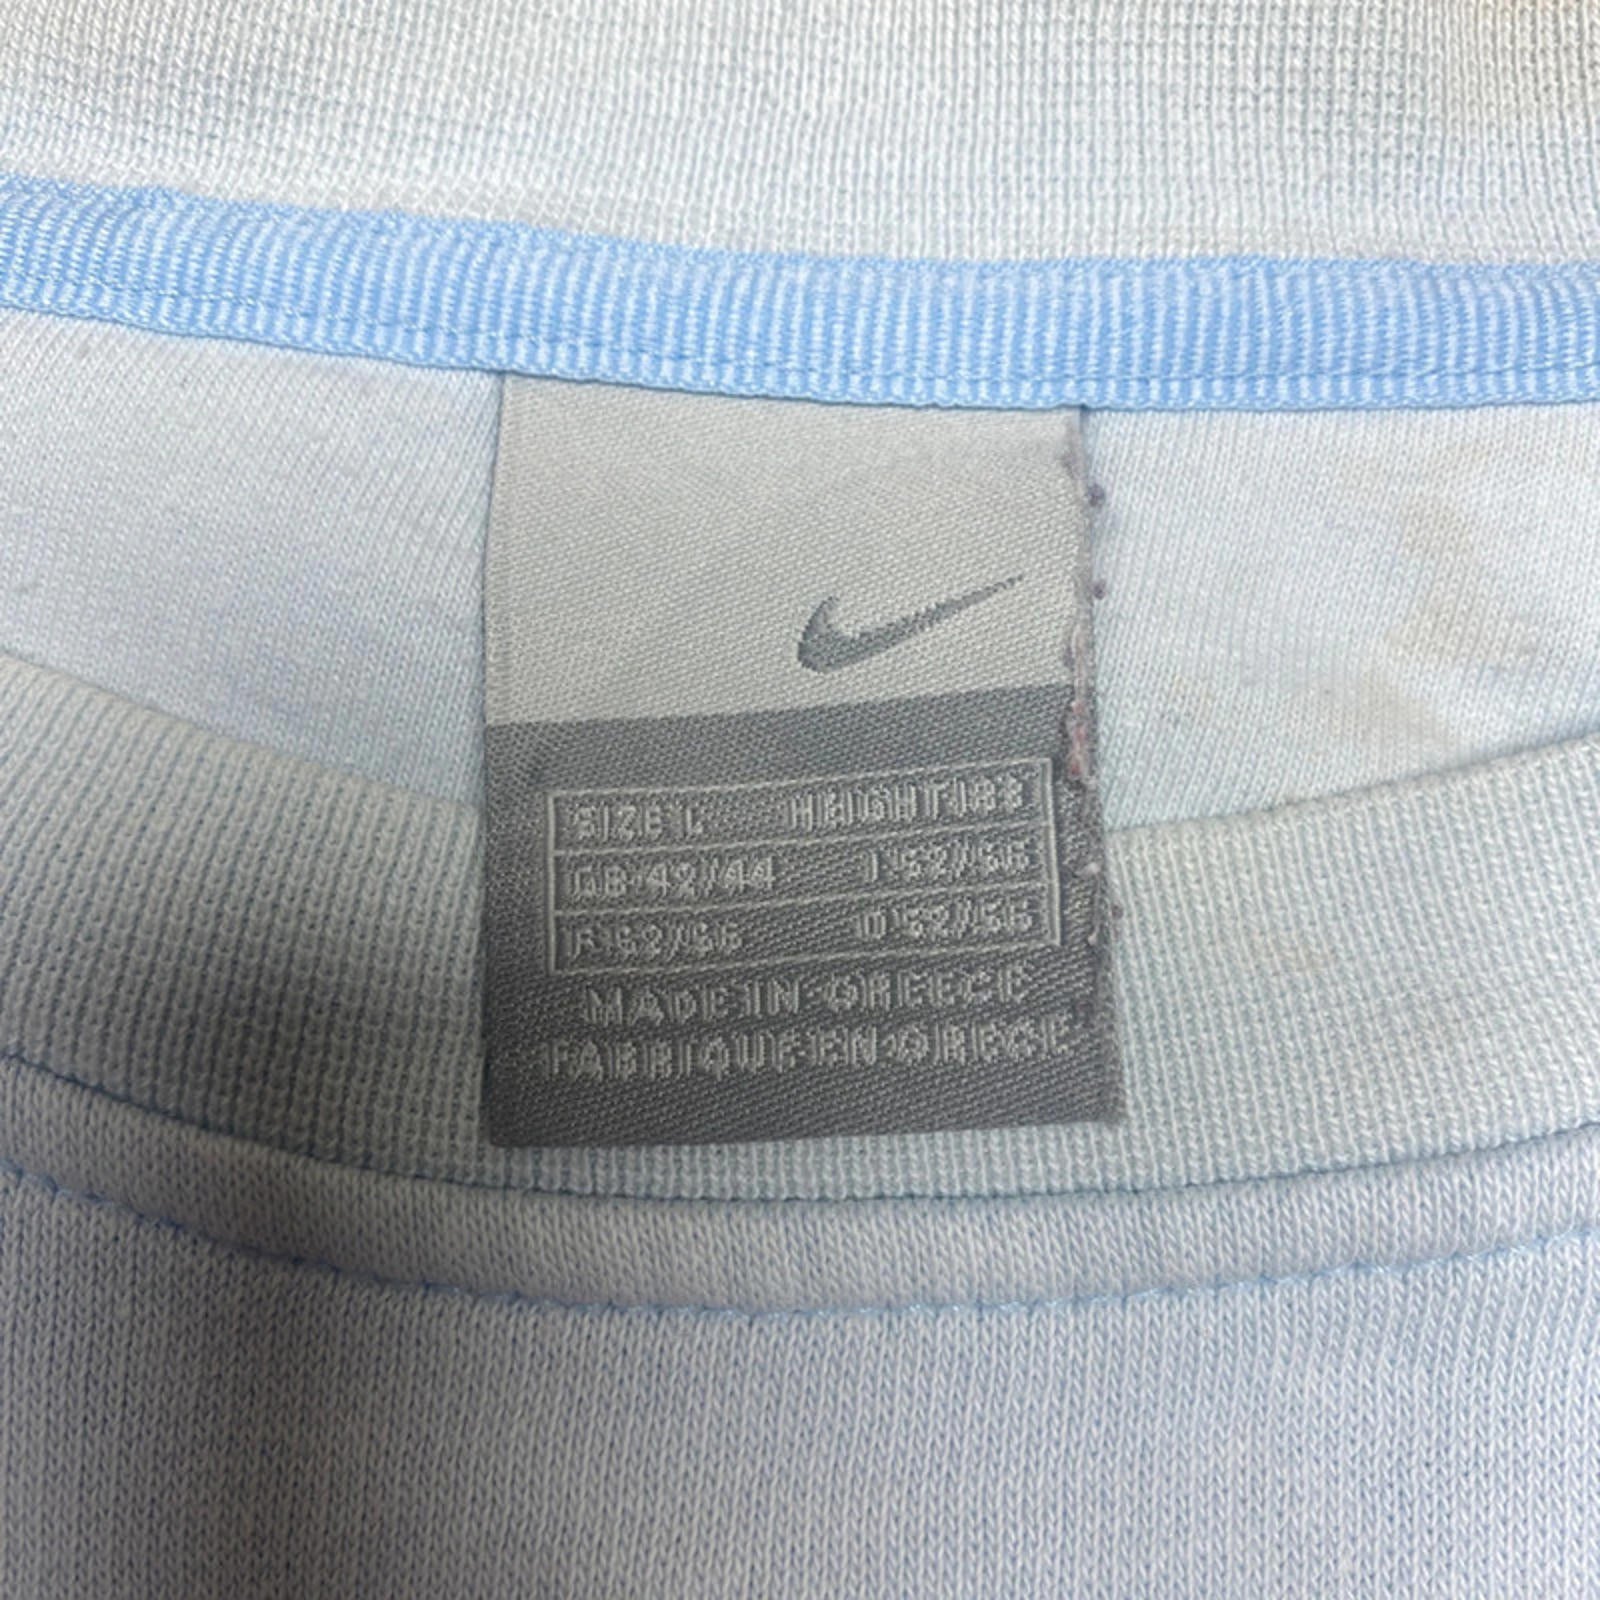 SIZE L HEIGHT 183
GB 42/44 I 52/56
F 52/56 D 52/56
MADE IN GREECE
FABRIQUE EN GRECE